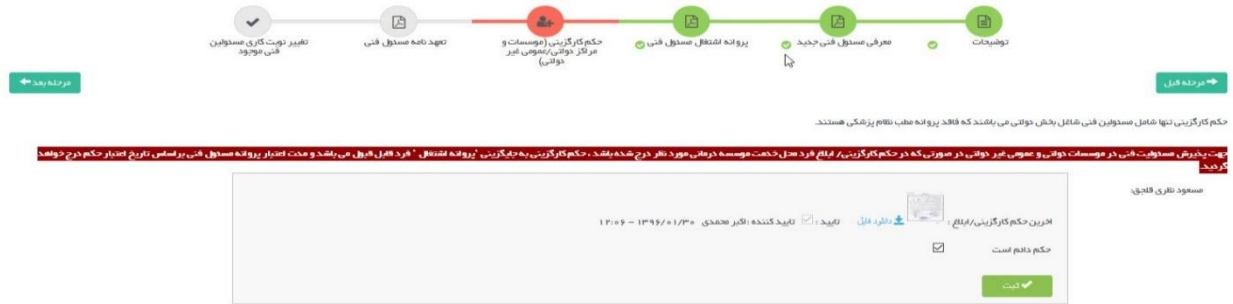 توضیحات
معرفی مسئول فنی جدید
پروانه اشتغال مسئول فنی
حکم کارگزینی (موسسات و
مراکز دولتی/عمومی غیر
دولتی)
تعهد نامه مسئول فنی
تغییر نوبت کاری مسئولین
فنی موجود
مرحله قبل
مرحله بعد
حکم کارگزینی تنها شامل مسئولین فنی شاغل بخش دولتی می باشند که فاقد پروانه مطب نظام پزشکی هستند.
جهت پذیرش مسئولیت فنی در موسسات دولتی و عمومی غیر دولتی در صورتی که در حکم کارگزینی/ ابلاغ فرد محل خدمت موسسه درمانی مورد نظر درج شده باشد ، حکم کارگزینی به جایگزینی "پروانه اشتغال " فرد قابل قبول می باشد و مدت اعتبار پروانه مسئول فنی بر اساس تاریخ اعتبار حکم درج خواهد
گردید.
مسعود نظری قلجق:
اخرین حکم کارگزینی/ابلاغ : دانلود فایل تایید : تایید کننده :اکبر محمدی ۱۳۹۶/۰۱/۳۰ – ۱۲:۰۶
حکم دائم است
ثبت